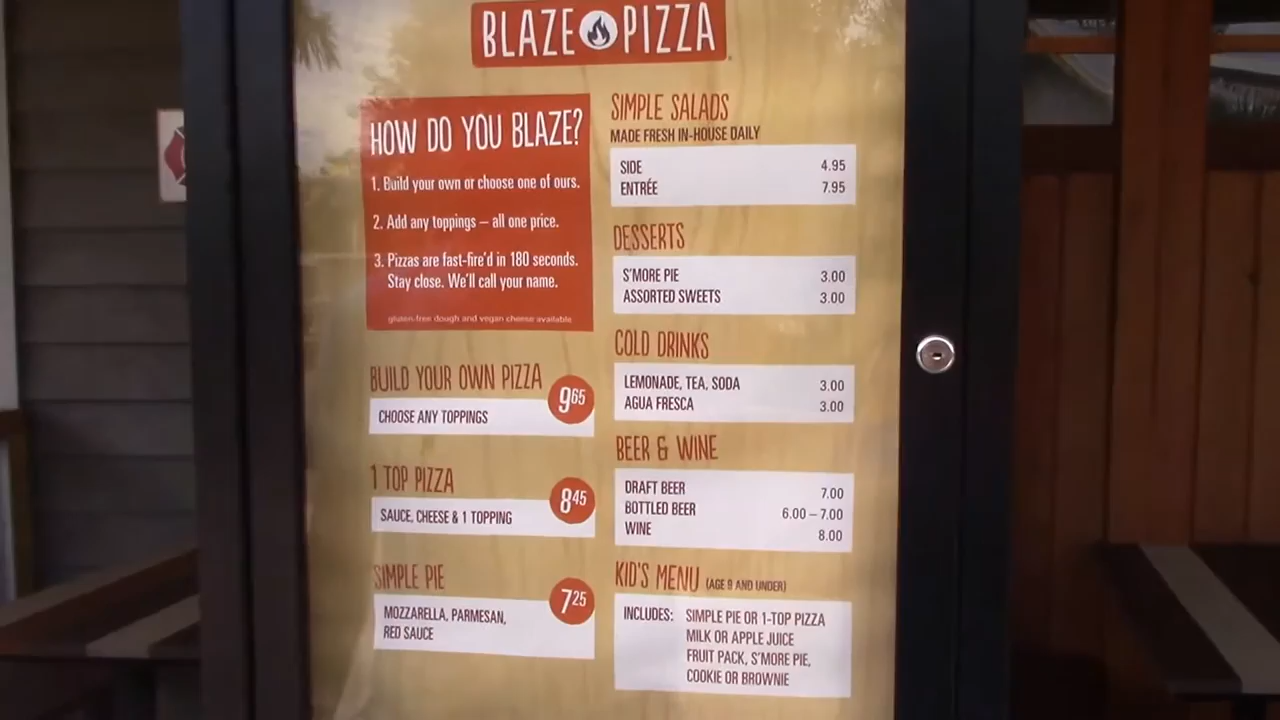 BLAZE PIZZA
HOW DO YOU BLAZE?
1. Build your own or choose one of ours.
2. Add any toppings – all one price.
3. Pizzas are fast-fire'd in 180 seconds.
Stay close. We'll call your name.
gluten-free dough and vegan cheese available
BUILD YOUR OWN PIZZA
CHOOSE ANY TOPPINGS
965
1 TOP PIZZA
SAUCE, CHEESE & 1 TOPPING
845
SIMPLE PIE
MOZZARELLA, PARMESAN,
RED SAUCE
725
SIMPLE SALADS
MADE FRESH IN-HOUSE DAILY
SIDE 4.95
ENTRÉE 7.95
DESSERTS
S'MORE PIE 3.00
ASSORTED SWEETS 3.00
COLD DRINKS
LEMONADE, TEA, SODA 3.00
AGUA FRESCA 3.00
BEER & WINE
DRAFT BEER 7.00
BOTTLED BEER 6.00 – 7.00
WINE 8.00
KID'S MENU (AGE 9 AND UNDER)
INCLUDES: SIMPLE PIE OR 1-TOP PIZZA
MILK OR APPLE JUICE
FRUIT PACK, S'MORE PIE,
COOKIE OR BROWNIE